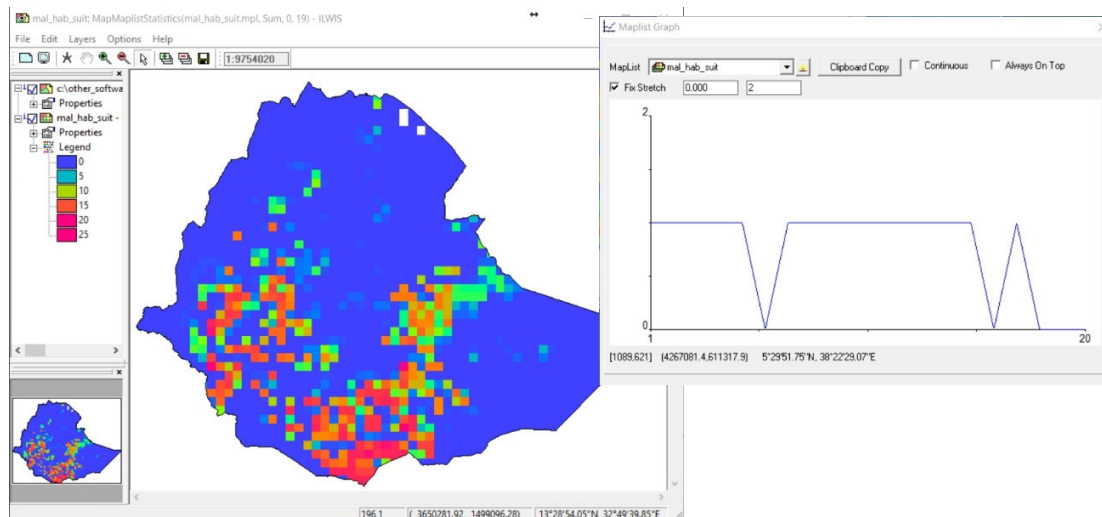 mal_hab_suit: MapMaplistStatistics(mal_hab_suit.mpl, Sum, 0, 19) - ILWIS
File Edit Layers Options Help
1:9754020
c:\other_softwa
Properties
mal_hab_suit -
Properties
Legend
0
5
10
15
20
25
196.1 (3650281.92, 1499096.28) 13°28'54.05"N, 32°49'39.85"E
Maplist Graph
MapList mal_hab_suit Clipboard Copy Continuous Always On Top
Fix Stretch 0.000 2
2
0
1 20
[1089,621] (4267081.4,611317.9) 5°29'51.75"N, 38°22'29.07"E